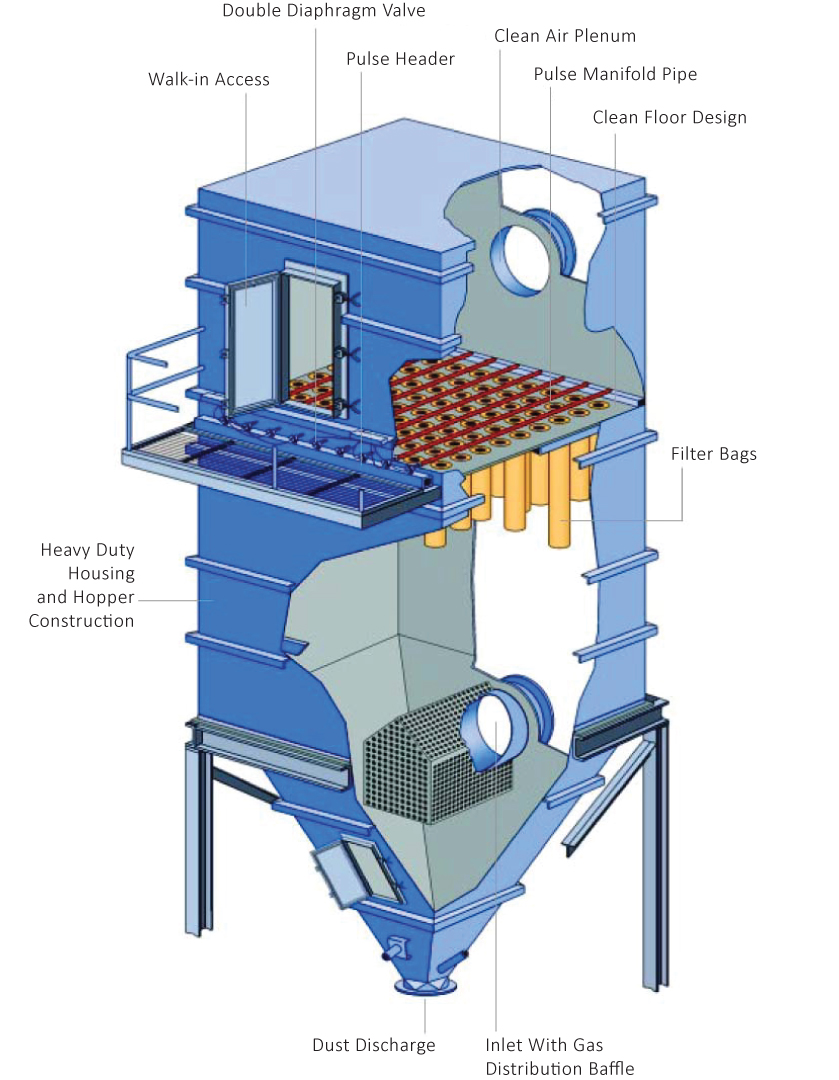 Double Diaphragm Valve
Clean Air Plenum
Pulse Header
Pulse Manifold Pipe
Walk-in Access
Clean Floor Design
Filter Bags
Heavy Duty
Housing
and Hopper
Construction
Dust Discharge
Inlet With Gas
Distribution Baffle